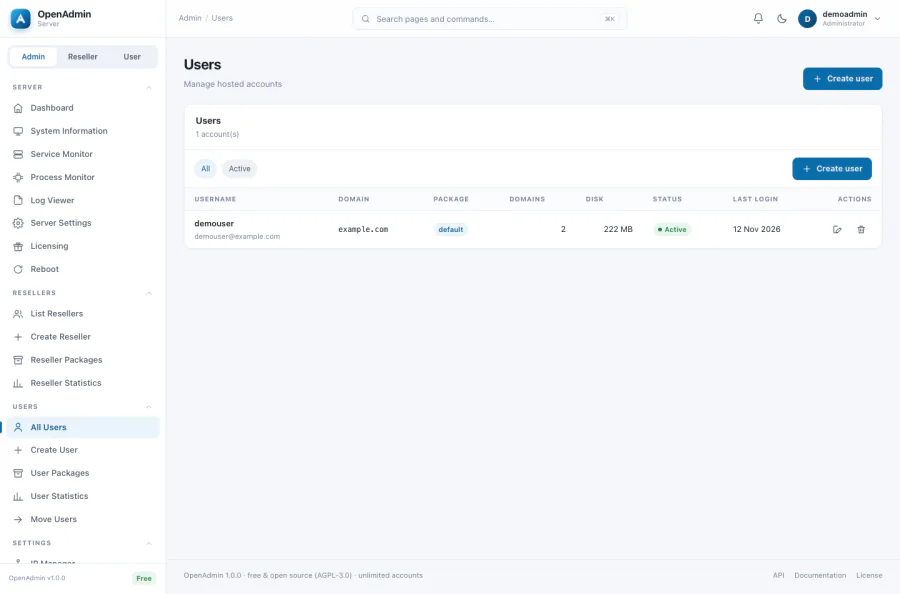 OpenAdmin
Server
Admin / Users
Search pages and commands... ⌘K
D
demoadmin
Administrator
Admin Reseller User
SERVER
Dashboard
System Information
Service Monitor
Process Monitor
Log Viewer
Server Settings
Licensing
Reboot
RESELLERS
List Resellers
Create Reseller
Reseller Packages
Reseller Statistics
USERS
All Users
Create User
User Packages
User Statistics
Move Users
SETTINGS
IP Manager
OpenAdmin v1.0.0 Free
Users
Manage hosted accounts
+ Create user
Users
1 account(s)
All Active
+ Create user
USERNAME DOMAIN PACKAGE DOMAINS DISK STATUS LAST LOGIN ACTIONS
demouser example.com default 2 222 MB Active 12 Nov 2026
demouser@example.com
OpenAdmin 1.0.0 · free & open source (AGPL-3.0) · unlimited accounts
API Documentation License